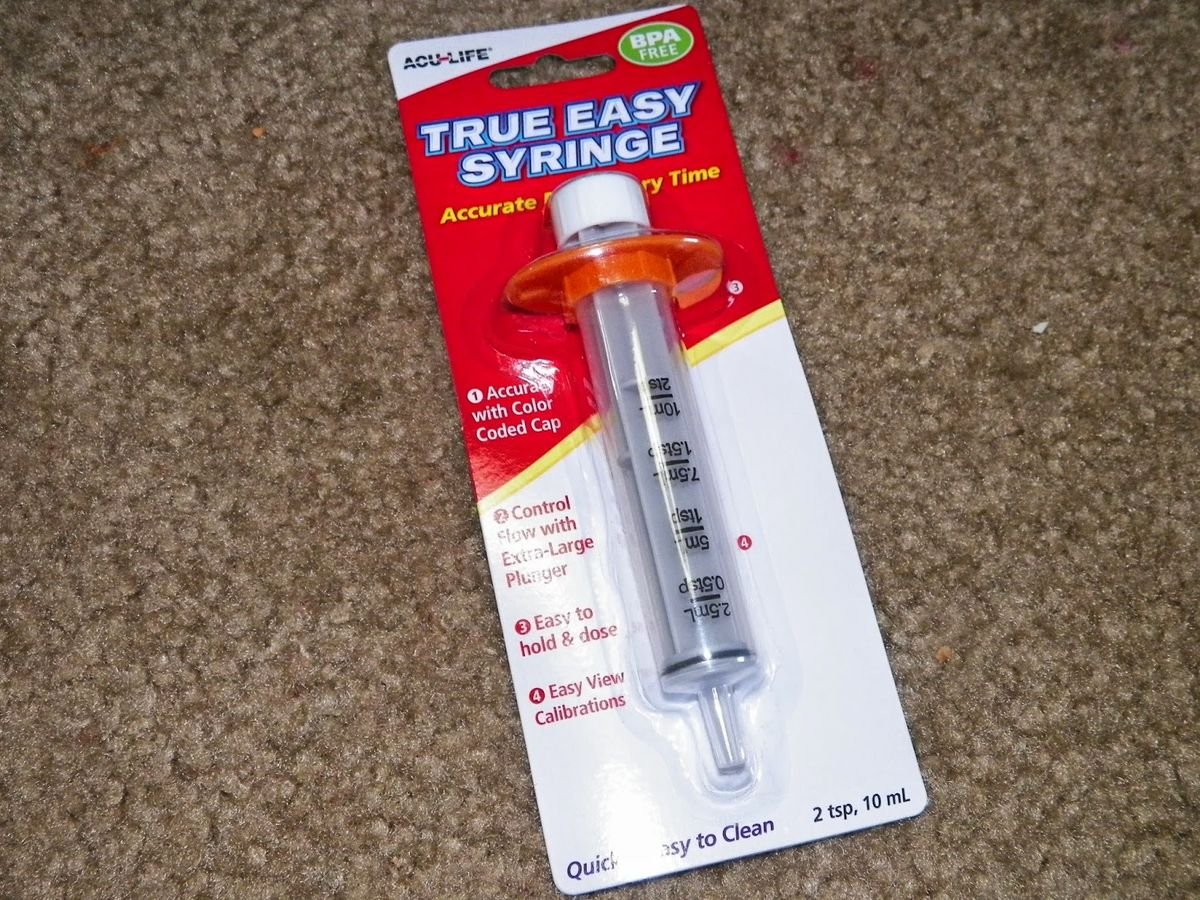 ACU-LIFE®
BPA
FREE
TRUE EASY
SYRINGE
Accurate ry Time
3
1 Accurate
with Color
Coded Cap
2 Control
Flow with
Extra-Large
Plunger
3 Easy to
hold & dose
4 Easy View
Calibrations
2tsp
10mL
1.5tsp
7.5mL
1tsp
5mL
4
0.5tsp
2.5mL
Quick asy to Clean
2 tsp, 10 mL